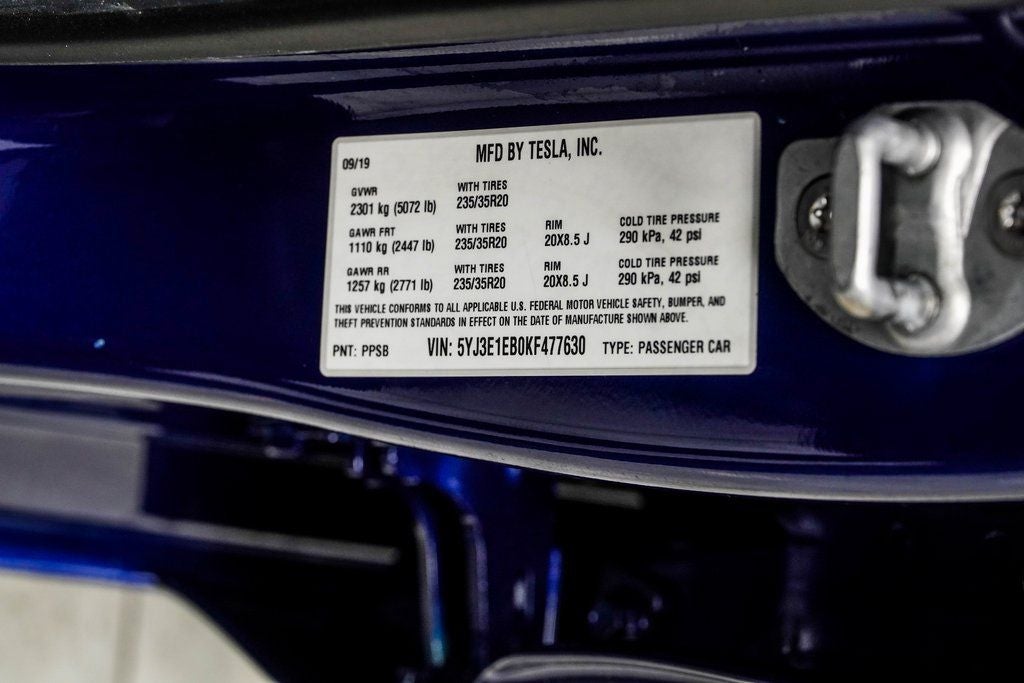 09/19
MFD BY TESLA, INC.
GVWR WITH TIRES
2301 kg (5072 lb) 235/35R20
GAWR FRT WITH TIRES RIM COLD TIRE PRESSURE
1110 kg (2447 lb) 235/35R20 20X8.5 J 290 kPa, 42 psi
GAWR RR WITH TIRES RIM COLD TIRE PRESSURE
1257 kg (2771 lb) 235/35R20 20X8.5 J 290 kPa, 42 psi
THIS VEHICLE CONFORMS TO ALL APPLICABLE U.S. FEDERAL MOTOR VEHICLE SAFETY, BUMPER, AND
THEFT PREVENTION STANDARDS IN EFFECT ON THE DATE OF MANUFACTURE SHOWN ABOVE.
PNT: PPSB VIN: 5YJ3E1EB0KF477630 TYPE: PASSENGER CAR